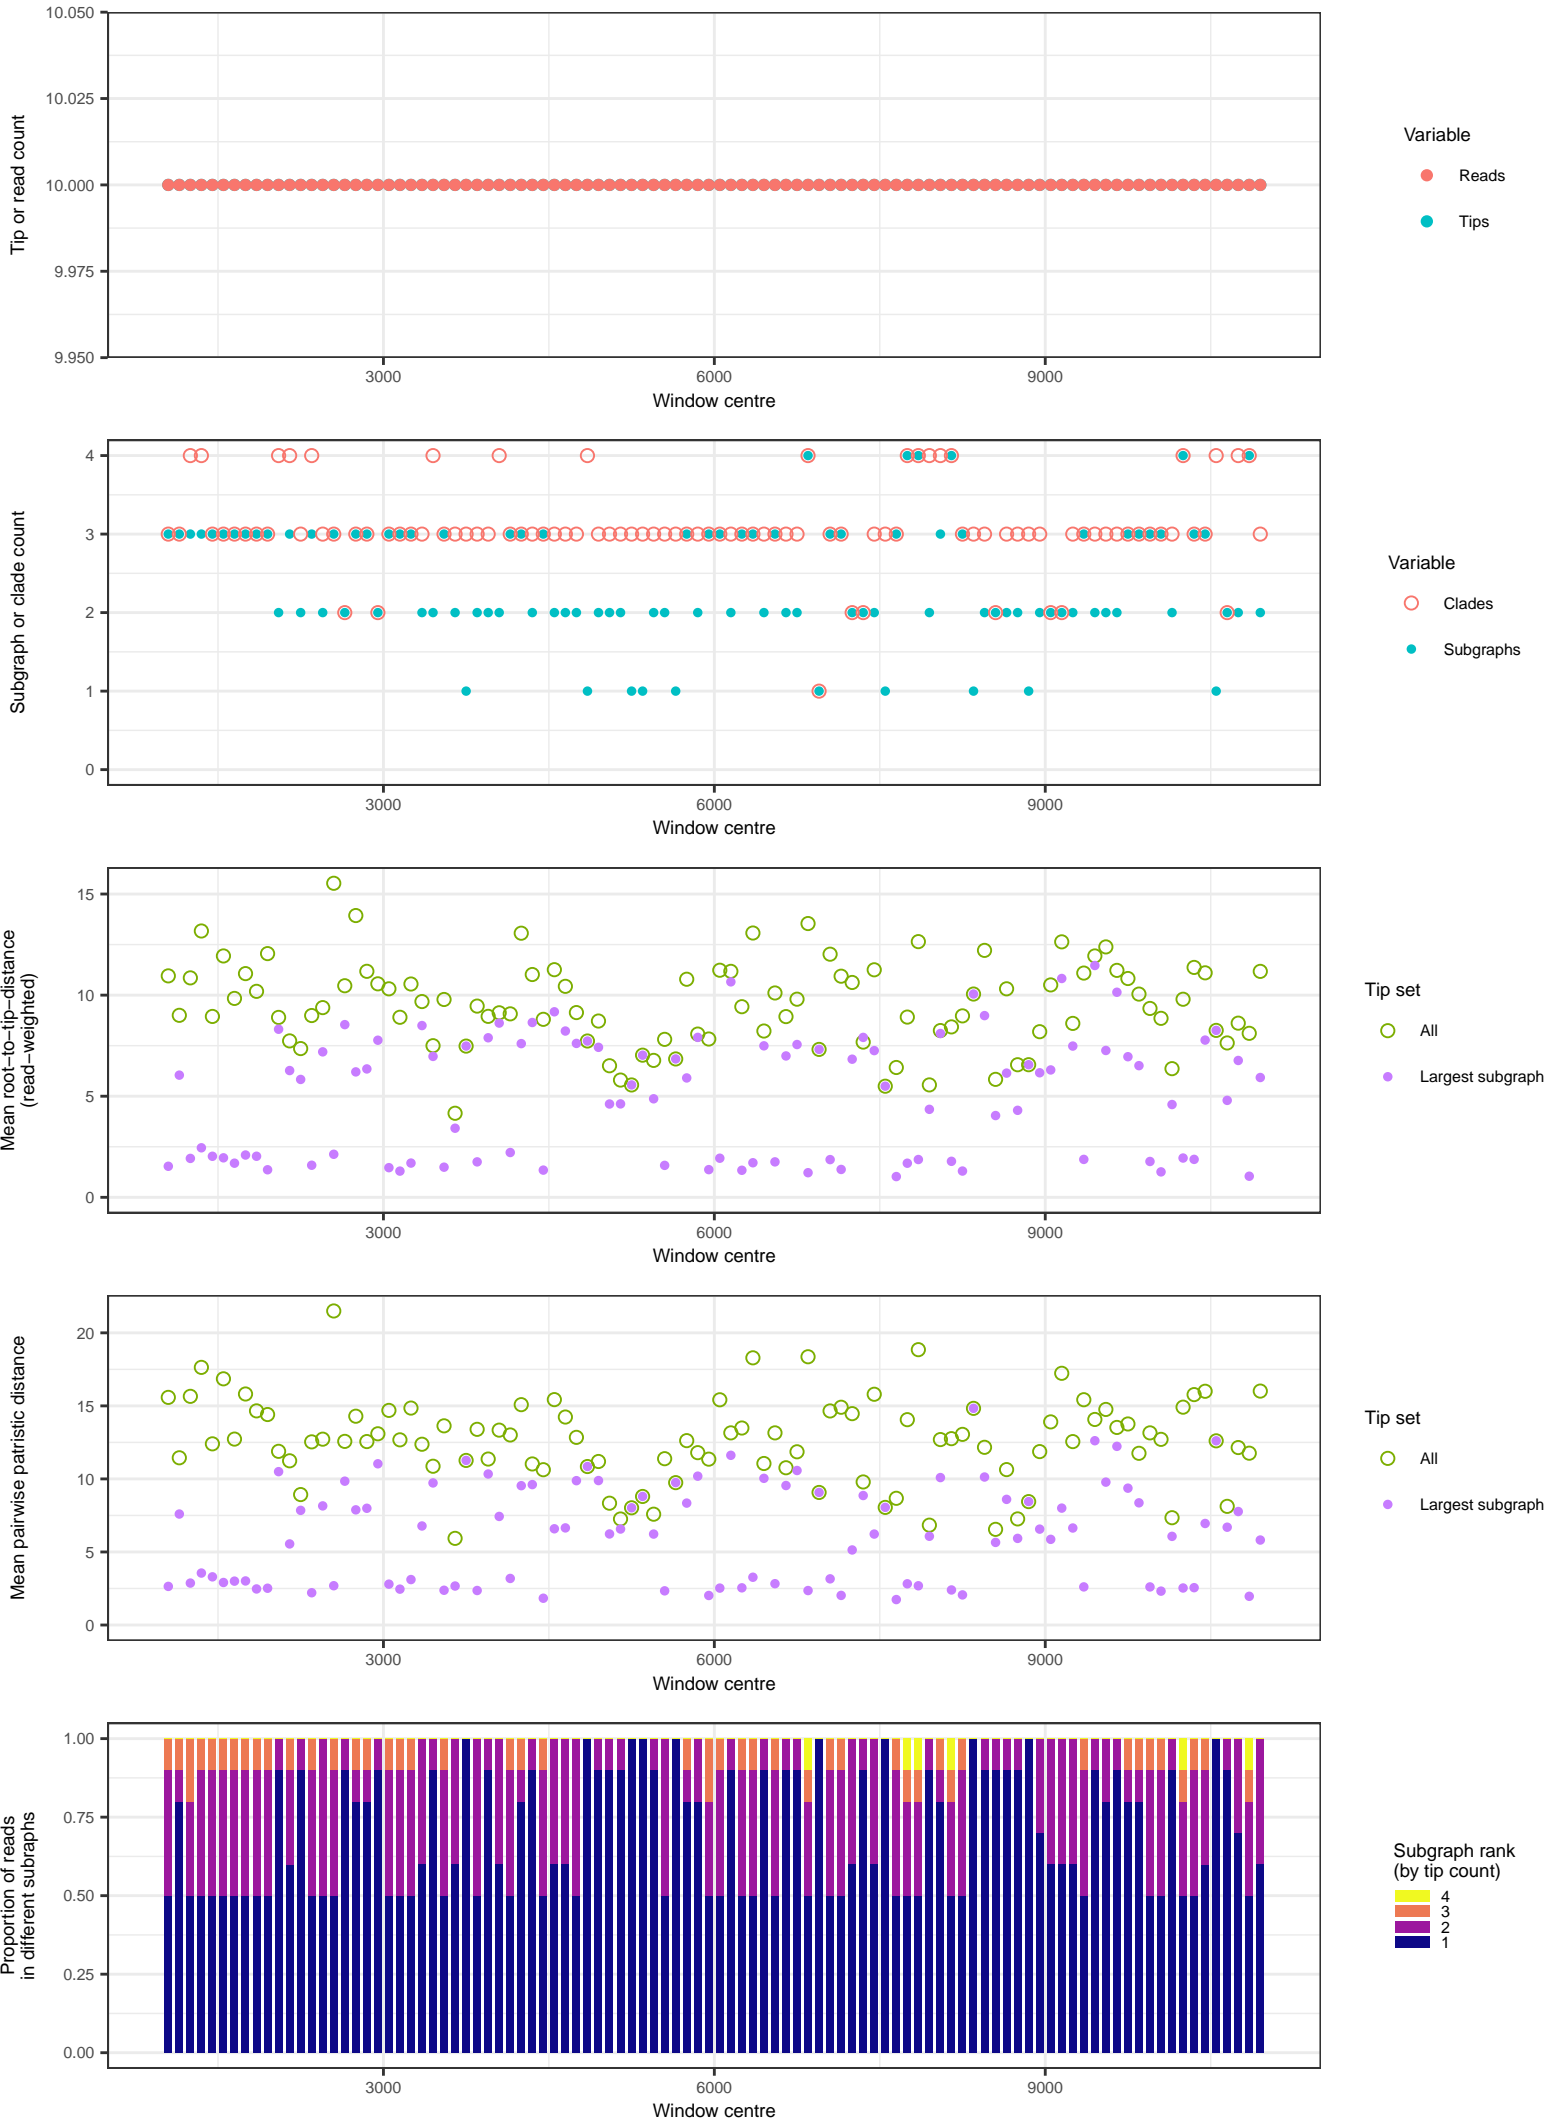 10.050
10.025
10.000
9.975
9.950
Tip or read count
3000 6000 9000
Window centre
Variable
Reads
Tips
4
3
2
1
0
Subgraph or clade count
3000 6000 9000
Window centre
Variable
Clades
Subgraphs
15
10
5
0
Mean root−to−tip−distance
(read−weighted)
3000 6000 9000
Window centre
Tip set
All
Largest subgraph
20
15
10
5
0
Mean pairwise patristic distance
3000 6000 9000
Window centre
Tip set
All
Largest subgraph
1.00
0.75
0.50
0.25
0.00
Proportion of reads
in different subraphs
3000 6000 9000
Window centre
Subgraph rank
(by tip count)
4
3
2
1